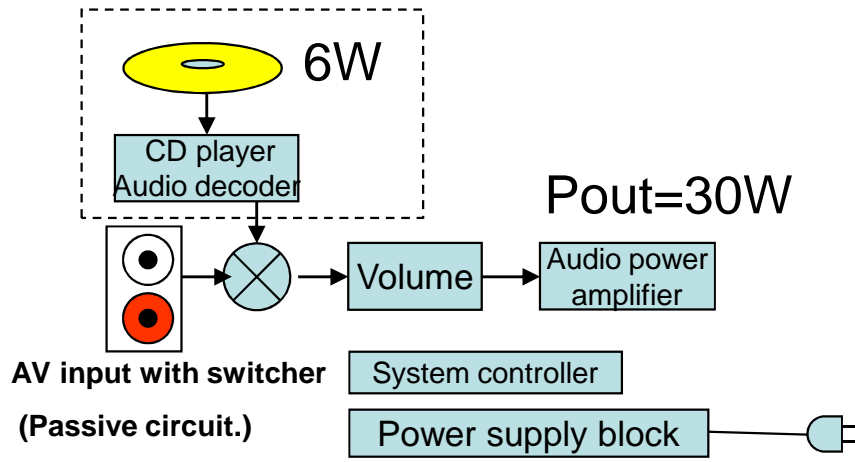 6W
CD player
Audio decoder
Pout=30W
Volume
Audio power
amplifier
AV input with switcher
(Passive circuit.)
System controller
Power supply block